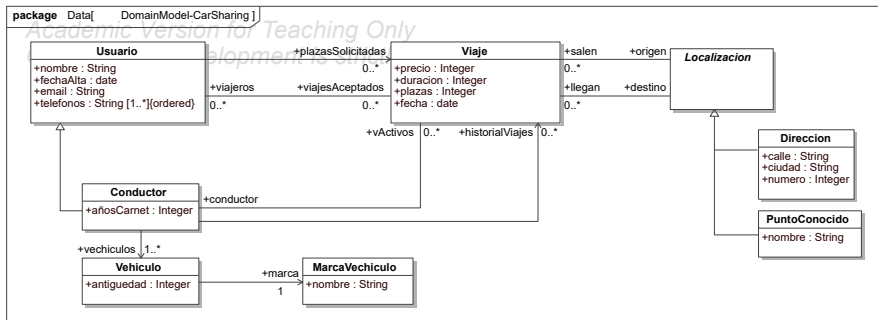 package Data[ DomainModel-CarSharing ]
Academic Version for Teaching Only
Usuario
+nombre : String
+fechaAlta : date
+email : String
+telefonos : String [1..*]{ordered}
+plazasSolicitadas
0..*
+viajeros
0..*
+viajesAceptados
0..*
Viaje
+precio : Integer
+duracion : Integer
+plazas : Integer
+fecha : date
+salen
0..*
+origen
+llegan
0..*
+destino
Localizacion
+vActivos
0..*
+historialViajes
0..*
Direccion
+calle : String
+ciudad : String
+numero : Integer
Conductor
+añosCarnet : Integer
+conductor
PuntoConocido
+nombre : String
+vechiculos
1..*
Vehiculo
+antiguedad : Integer
+marca
1
MarcaVechiculo
+nombre : String